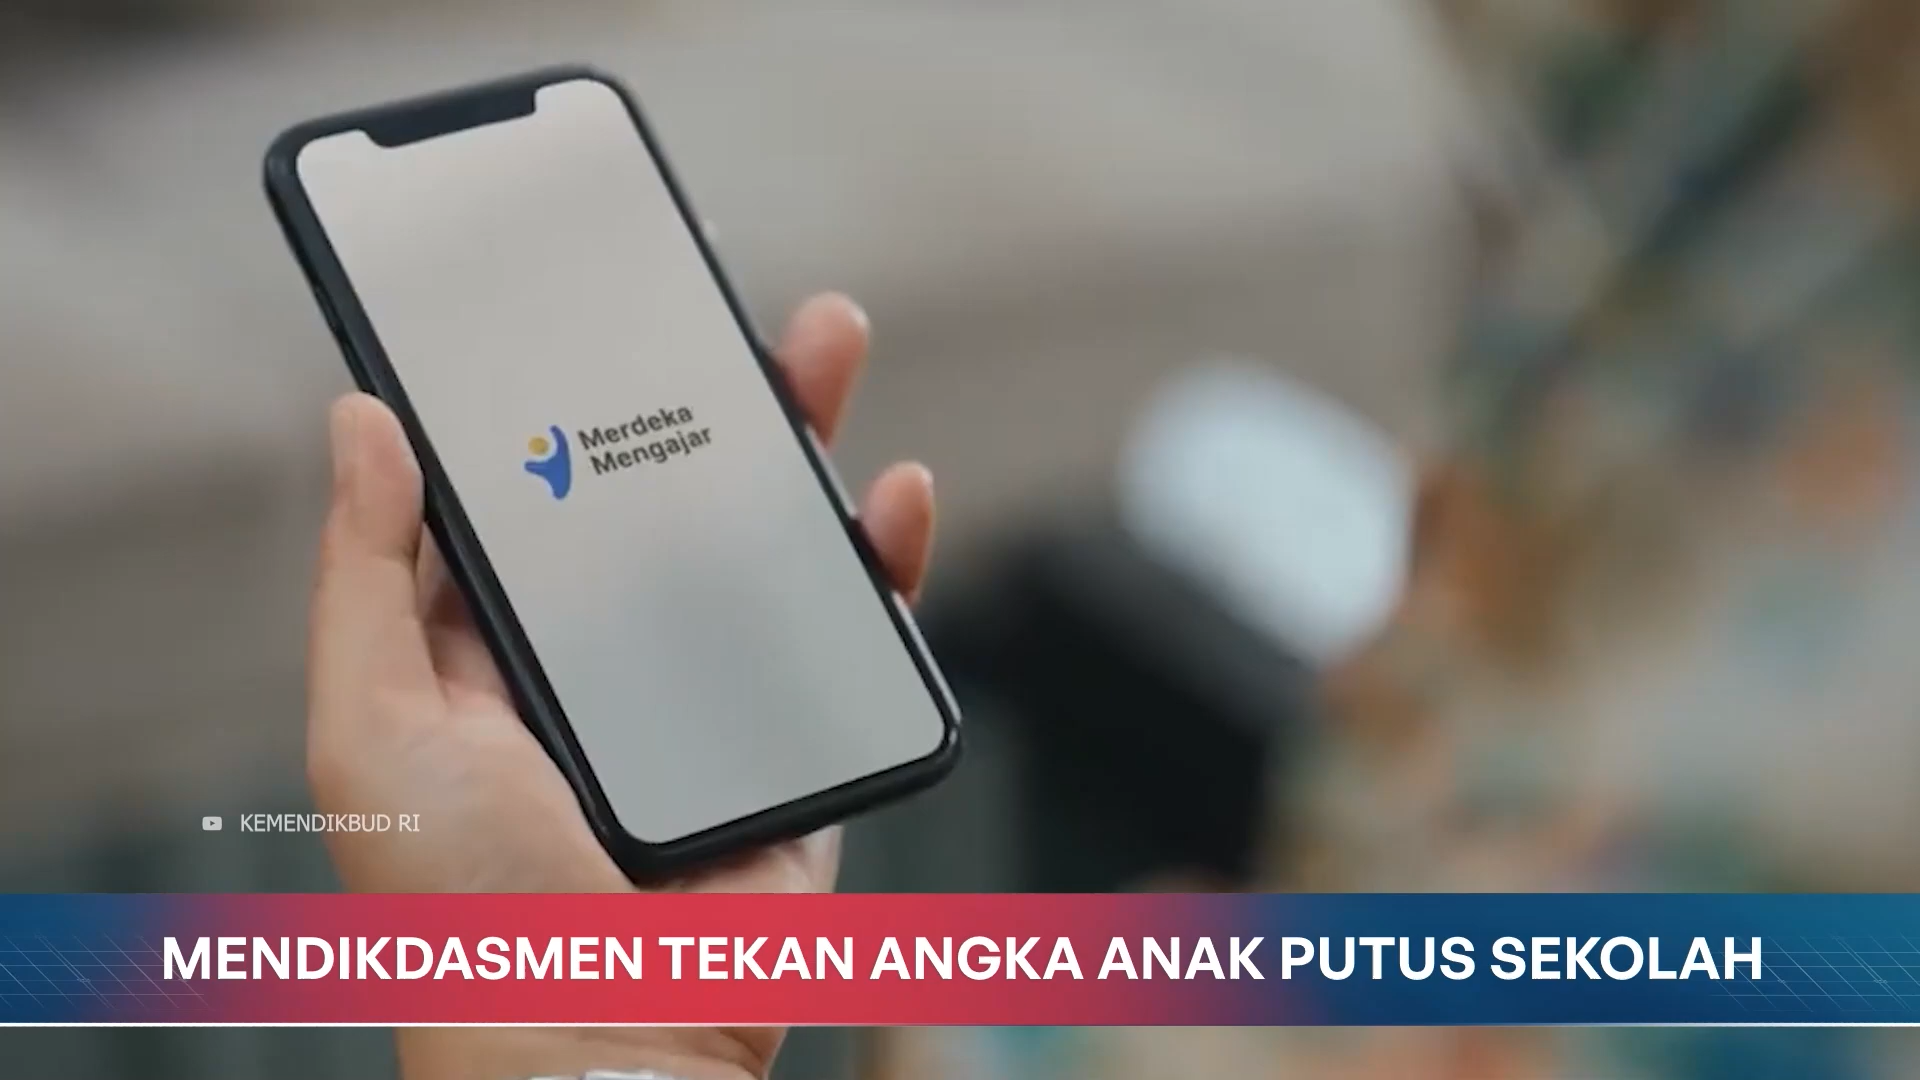 Merdeka
Mengajar
KEMENDIKBUD RI
MENDIKDASMEN TEKAN ANGKA ANAK PUTUS SEKOLAH